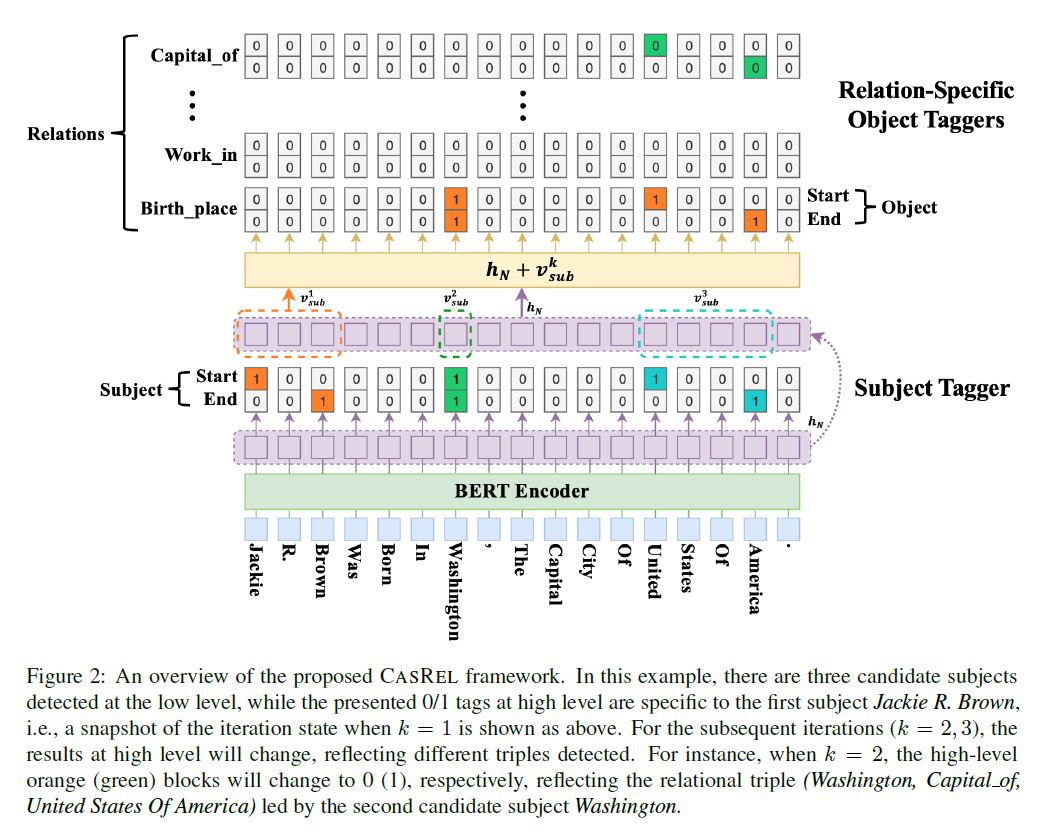 Capital_of 0 0 0 0 0 0 0 0 0 0 0 0 0 0 0 0 0
0 0 0 0 0 0 0 0 0 0 0 0 0 0 0 0 0
Relation-Specific
Object Taggers
Relations
Work_in 0 0 0 0 0 0 0 0 0 0 0 0 0 0 0 0 0
0 0 0 0 0 0 0 0 0 0 0 0 0 0 0 0 0
Birth_place 0 0 0 0 0 0 1 0 0 0 0 0 1 0 0 0 0 Start
0 0 0 0 0 0 1 0 0 0 0 0 0 0 0 1 0 End
Object
h_N + v^k_sub
v^1_sub v^2_sub h_N v^3_sub
Subject
Start 1 0 0 0 0 0 1 0 0 0 0 0 1 0 0 0 0
End 0 0 1 0 0 0 1 0 0 0 0 0 0 0 0 1 0
Subject Tagger
h_N
BERT Encoder
Jackie R. Brown Was Born In Washington , The Capital City Of United States Of America .
Figure 2: An overview of the proposed CASREL framework. In this example, there are three candidate subjects
detected at the low level, while the presented 0/1 tags at high level are specific to the first subject Jackie R. Brown,
i.e., a snapshot of the iteration state when k = 1 is shown as above. For the subsequent iterations (k = 2, 3), the
results at high level will change, reflecting different triples detected. For instance, when k = 2, the high-level
orange (green) blocks will change to 0 (1), respectively, reflecting the relational triple (Washington, Capital_of,
United States Of America) led by the second candidate subject Washington.